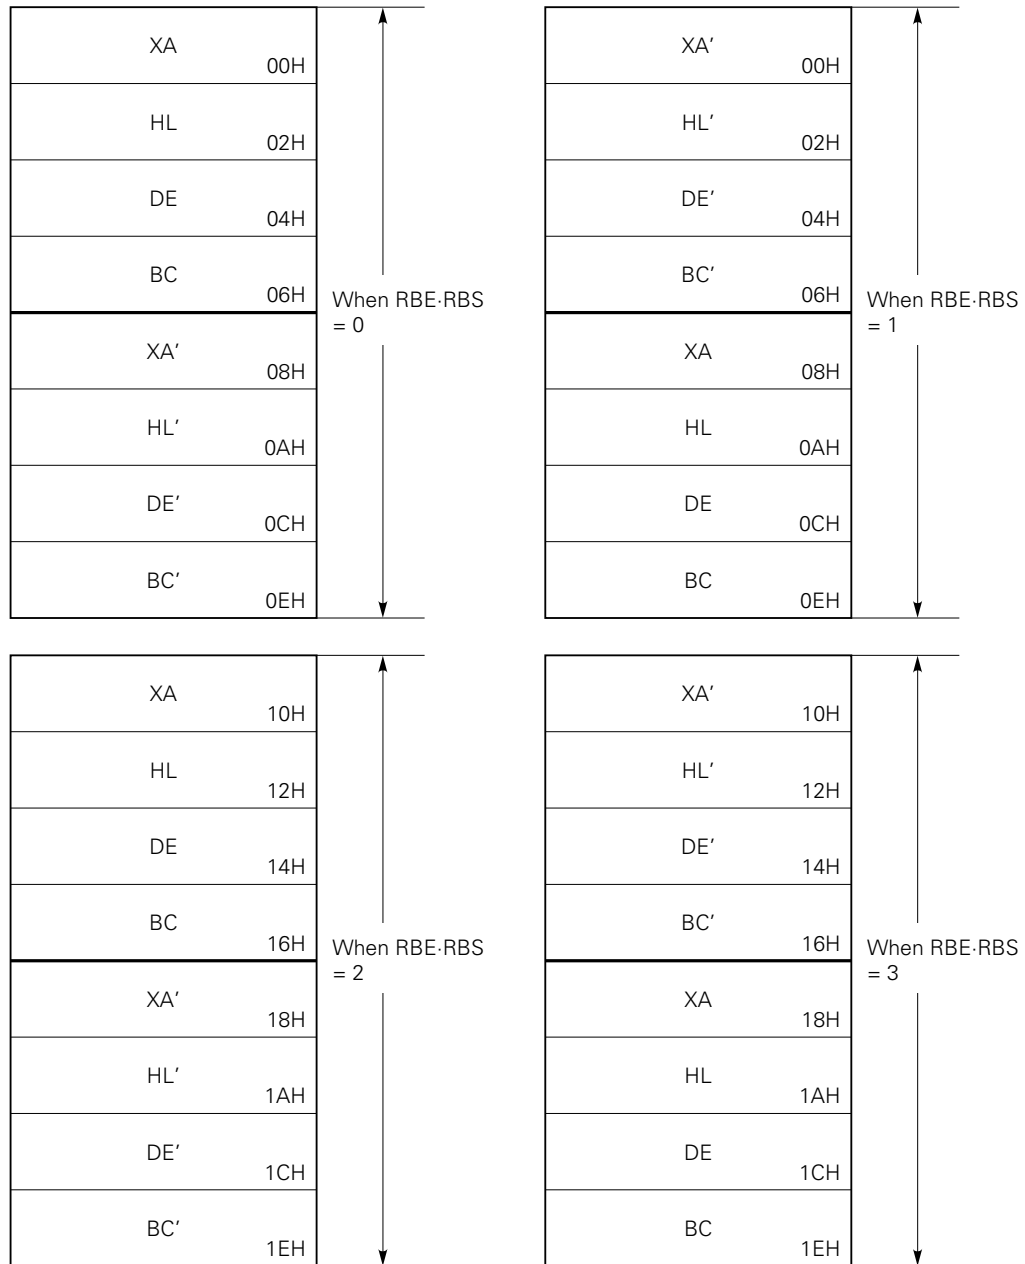 XA
00H
HL
02H
DE
04H
BC
06H
XA′
08H
HL′
0AH
DE′
0CH
BC′
0EH
When RBE·RBS
= 0
XA′
00H
HL′
02H
DE′
04H
BC′
06H
XA
08H
HL
0AH
DE
0CH
BC
0EH
When RBE·RBS
= 1
XA
10H
HL
12H
DE
14H
BC
16H
XA′
18H
HL′
1AH
DE′
1CH
BC′
1EH
When RBE·RBS
= 2
XA′
10H
HL′
12H
DE′
14H
BC′
16H
XA
18H
HL
1AH
DE
1CH
BC
1EH
When RBE·RBS
= 3